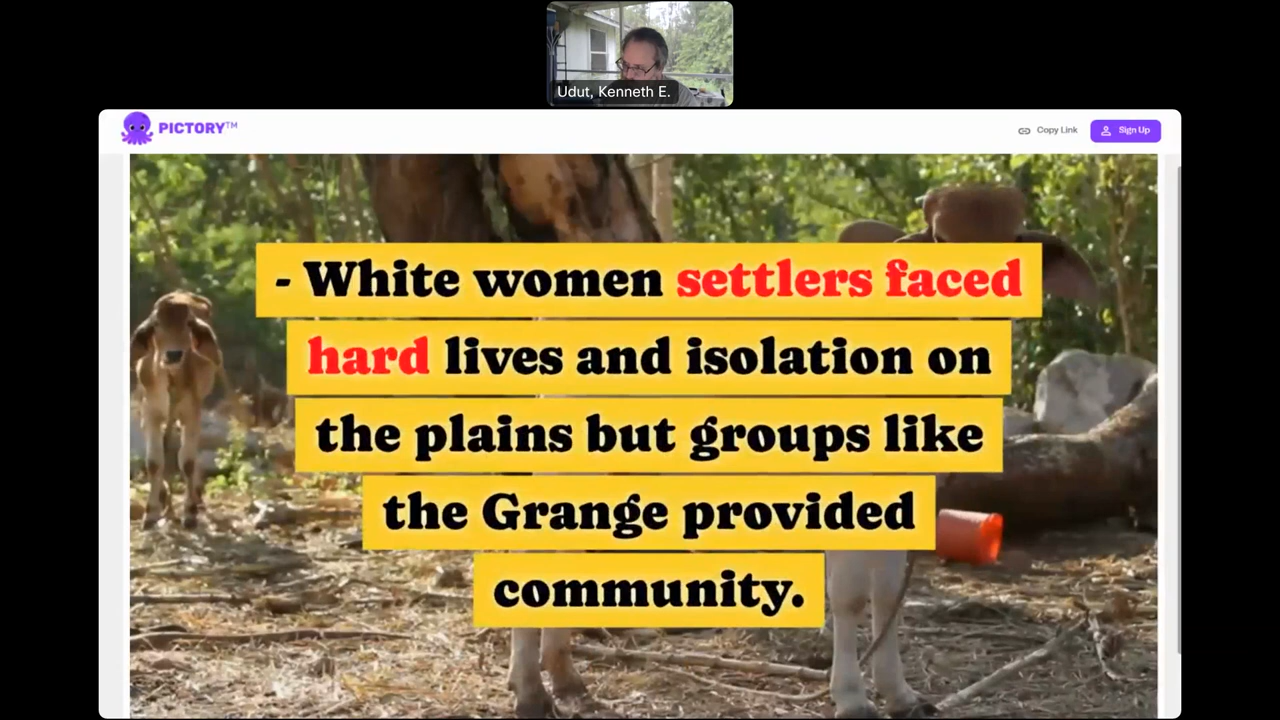 Udut, Kenneth E.
PICTORY™
Copy Link
Sign Up
- White women settlers faced
hard lives and isolation on
the plains but groups like
the Grange provided
community.